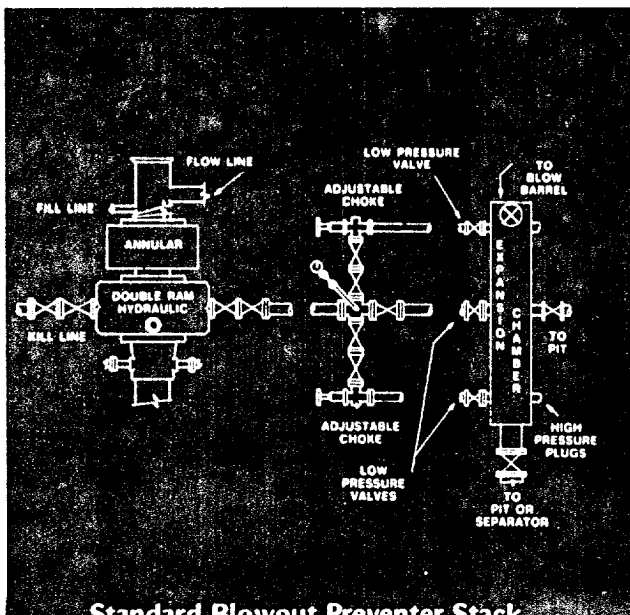 FLOW LINE
FILL LINE
ANNULAR
DOUBLE RAM
HYDRAULIC
KILL LINE
LOW PRESSURE
VALVE
ADJUSTABLE
CHOKE
TO
BLOW
BARREL
EXPANSION
CHAMBER
TO
PIT
ADJUSTABLE
CHOKE
LOW
PRESSURE
VALVES
HIGH
PRESSURE
PLUGS
TO
PIT OR
SEPARATOR
Standard Blowout Preventer Stack